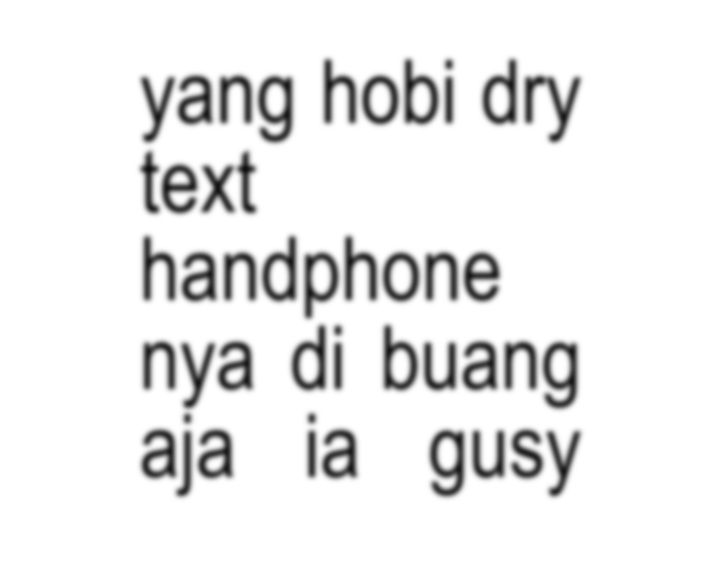 yang hobi dry
text
handphone
nya di buang
aja ia gusy